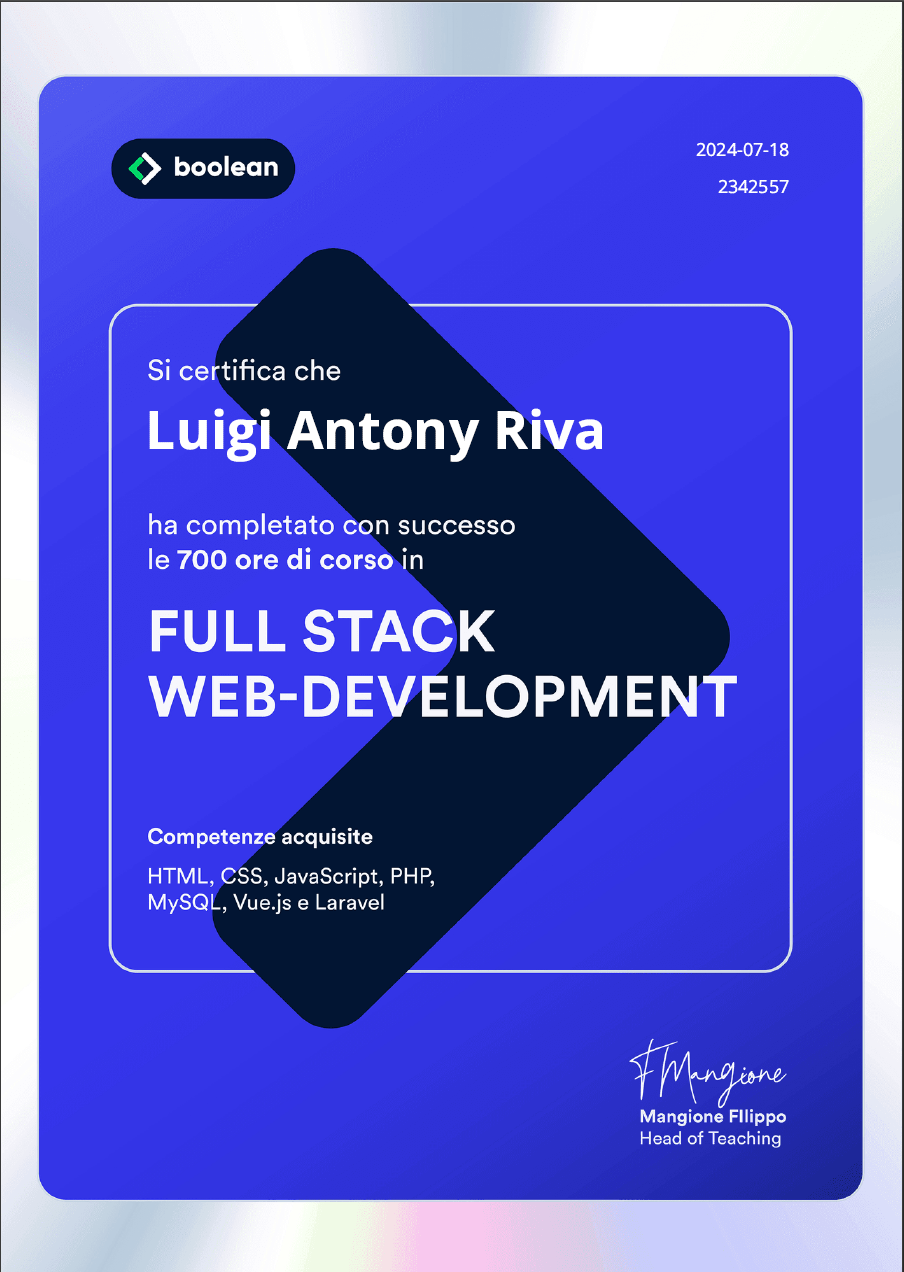 boolean
2024-07-18
2342557
Si certifica che
Luigi Antony Riva
ha completato con successo
le 700 ore di corso in
FULL STACK
WEB-DEVELOPMENT
Competenze acquisite
HTML, CSS, JavaScript, PHP,
MySQL, Vue.js e Laravel
FMangione
Mangione FIlippo
Head of Teaching